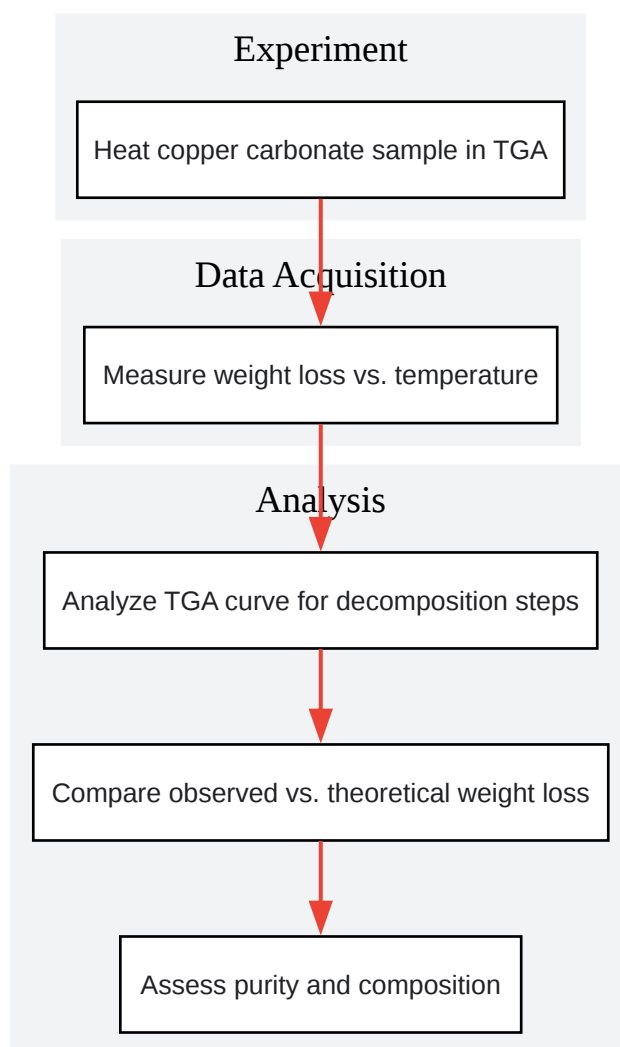 Experiment
Heat copper carbonate sample in TGA
Data Acquisition
Measure weight loss vs. temperature
Analysis
Analyze TGA curve for decomposition steps
Compare observed vs. theoretical weight loss
Assess purity and composition